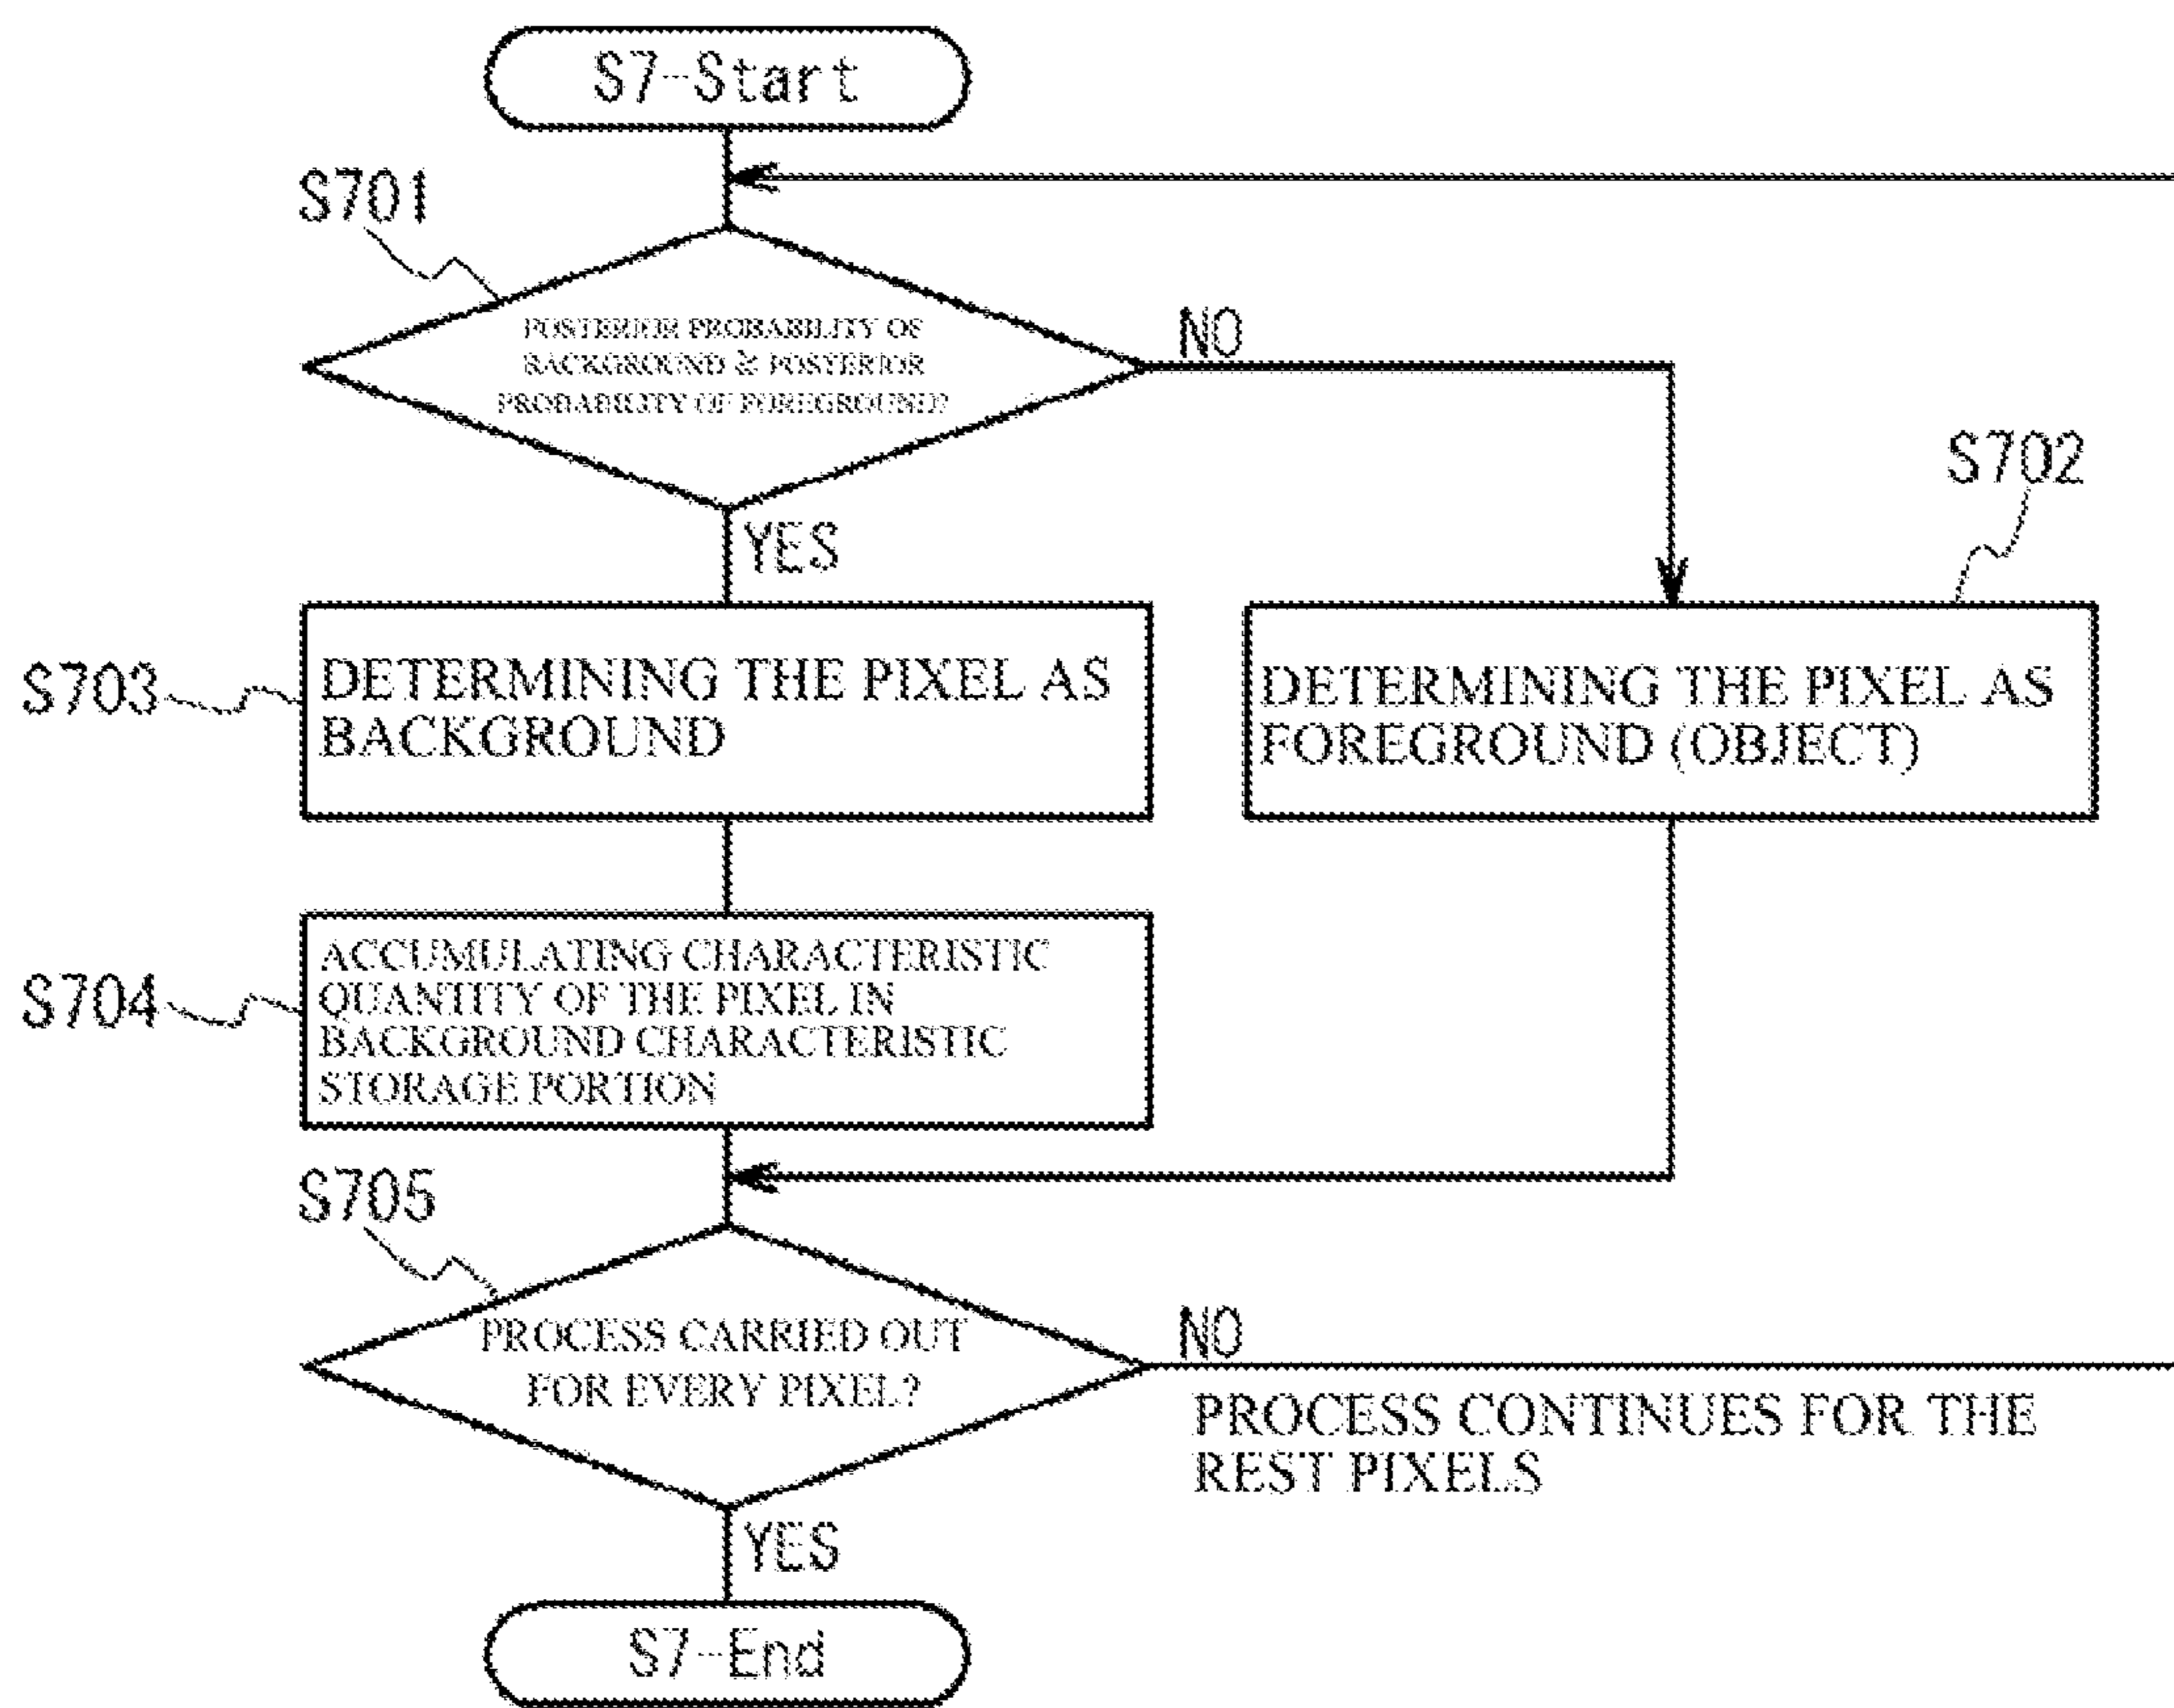 S7-Start
S701
POSTERIOR PROBABILITY OF
BACKGROUND & POSTERIOR
PROBABILITY OF FOREGROUND?
NO
YES
S702
S703
DETERMINING THE PIXEL AS
BACKGROUND
DETERMINING THE PIXEL AS
FOREGROUND (OBJECT)
S704
ACCUMULATING CHARACTERISTIC
QUANTITY OF THE PIXEL IN
BACKGROUND CHARACTERISTIC
STORAGE PORTION
S705
PROCESS CARRIED OUT
FOR EVERY PIXEL?
NO
PROCESS CONTINUES FOR THE
REST PIXELS
YES
S7-End